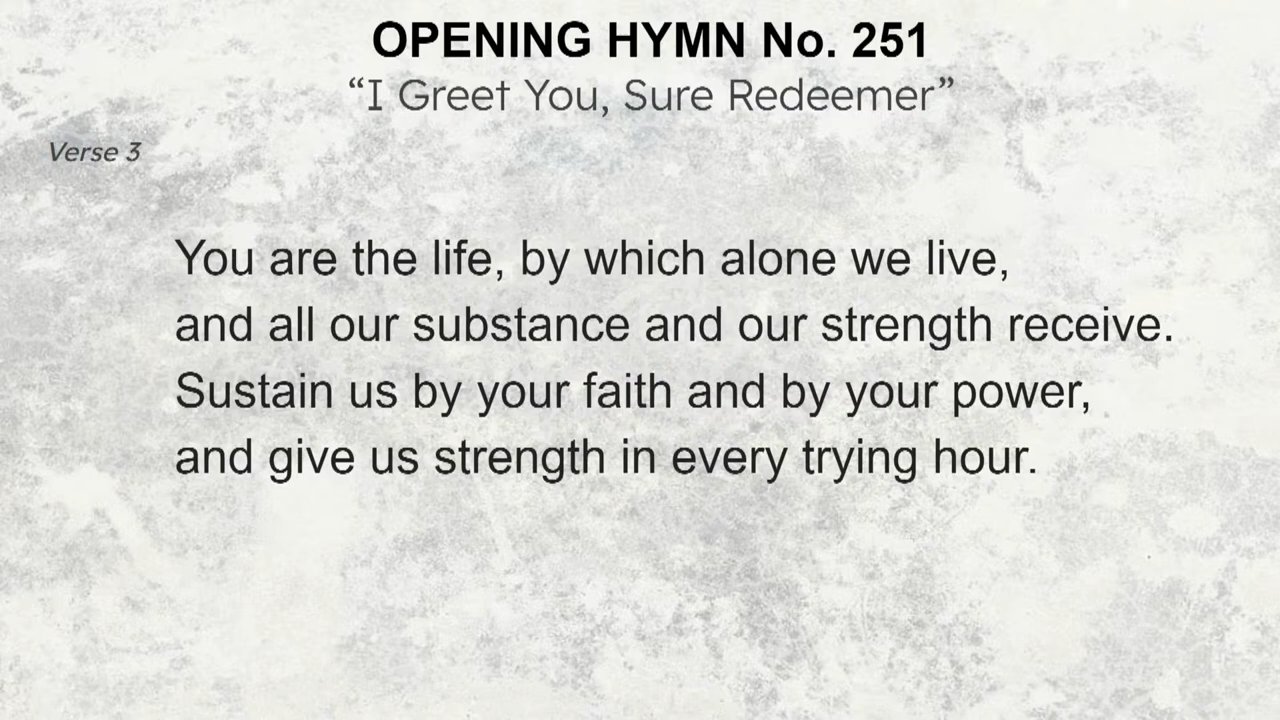 OPENING HYMN No. 251
“I Greet You, Sure Redeemer”
Verse 3
You are the life, by which alone we live,
and all our substance and our strength receive.
Sustain us by your faith and by your power,
and give us strength in every trying hour.